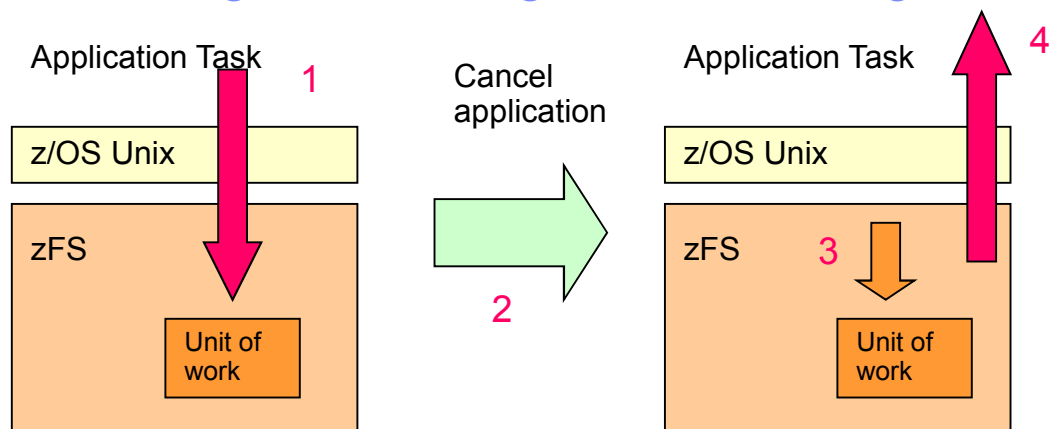 Application Task
1
z/OS Unix
zFS
Unit of
work
Cancel
application
2
Application Task
4
z/OS Unix
zFS
3
Unit of
work